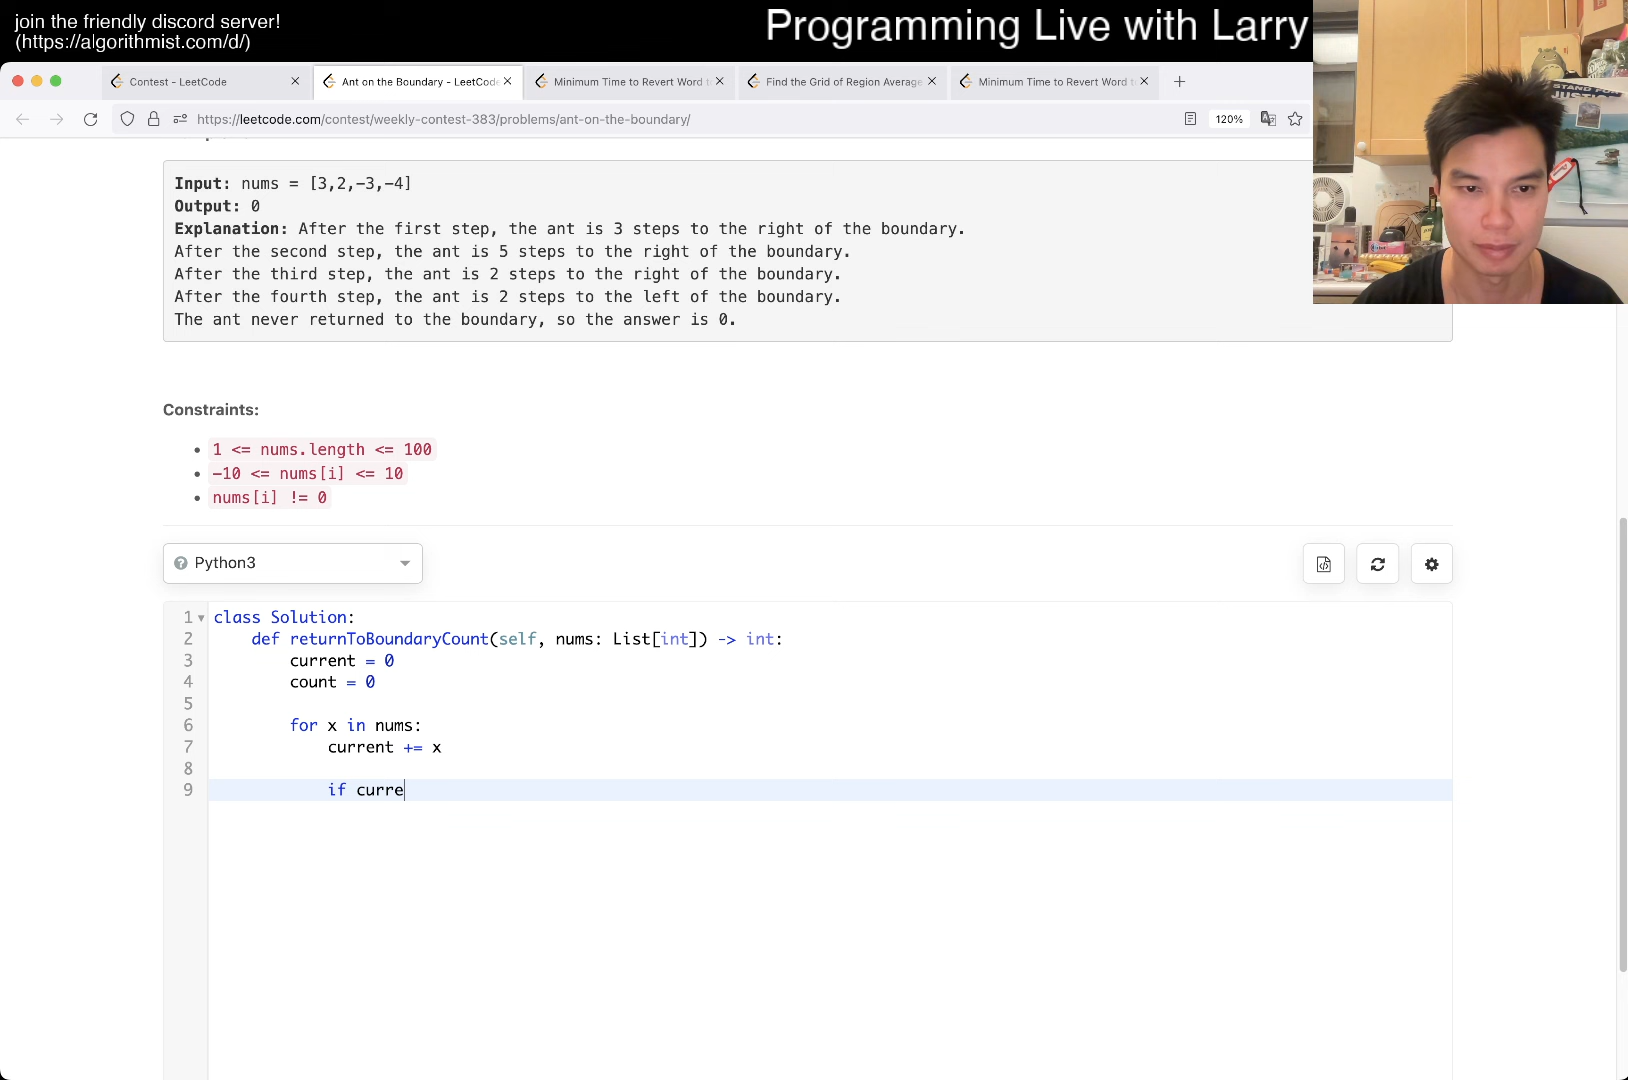 join the friendly discord server!
(https://algorithmist.com/d/)
Programming Live with Larry
Contest - LeetCode
Ant on the Boundary - LeetCode
Minimum Time to Revert Word t
Find the Grid of Region Average
Minimum Time to Revert Word t
https://leetcode.com/contest/weekly-contest-383/problems/ant-on-the-boundary/
120%
Input: nums = [3,2,-3,-4]
Output: 0
Explanation: After the first step, the ant is 3 steps to the right of the boundary.
After the second step, the ant is 5 steps to the right of the boundary.
After the third step, the ant is 2 steps to the right of the boundary.
After the fourth step, the ant is 2 steps to the left of the boundary.
The ant never returned to the boundary, so the answer is 0.
Constraints:
1 <= nums.length <= 100
-10 <= nums[i] <= 10
nums[i] != 0
Python3
1 class Solution:
2 def returnToBoundaryCount(self, nums: List[int]) -> int:
3 current = 0
4 count = 0
5
6 for x in nums:
7 current += x
8
9 if curre